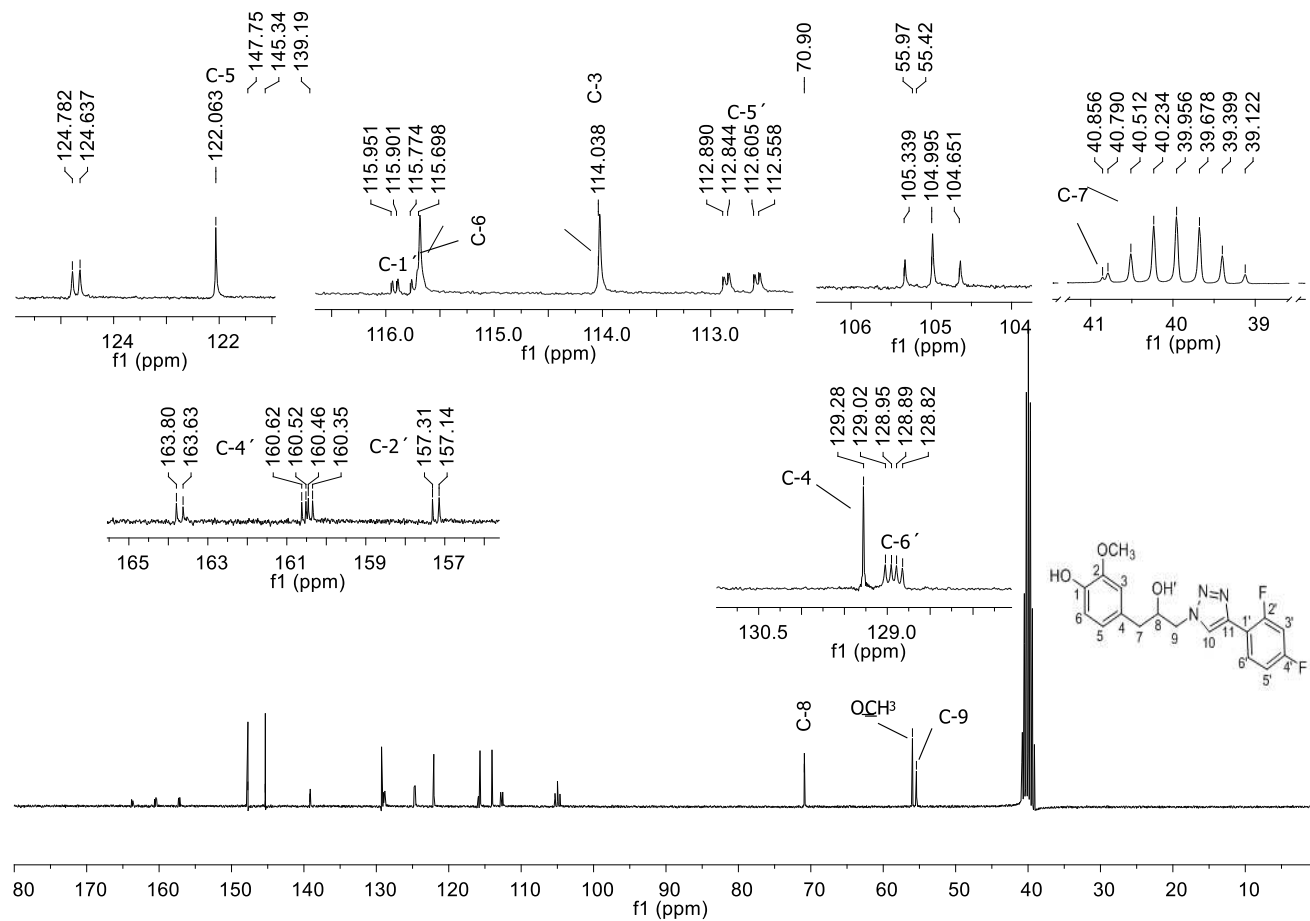 124.782
124.637
C-5
122.063
147.75
145.34
139.19
124
122
f1 (ppm)
115.951
115.901
115.774
115.698
C-1´
C-6
C-3
114.038
112.890
112.844
112.605
112.558
C-5´
116.0
115.0
114.0
113.0
f1 (ppm)
70.90
55.97
55.42
105.339
104.995
104.651
106
105
104
f1 (ppm)
40.856
40.790
40.512
40.234
39.956
39.678
39.399
39.122
C-7
41
40
39
f1 (ppm)
163.80
163.63
C-4´
160.62
160.52
160.46
160.35
C-2´
157.31
157.14
165
163
161
159
157
f1 (ppm)
129.28
129.02
128.95
128.89
128.82
C-4
C-6´
130.5
129.0
f1 (ppm)
OCH3
HO
2
3
1
6
5
4
7
OH'
8
9
N
N
N
10
11
F
1'
2'
3'
4'
F
5'
6'
C-8
OCH3
C-9
80 170 160 150 140 130 120 110 100 90 80 70 60 50 40 30 20 10
f1 (ppm)